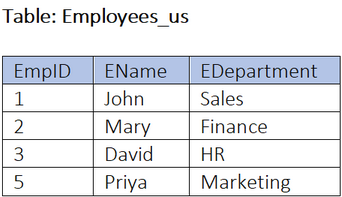 Table: Employees_us
EmpID EName EDepartment
1 John Sales
2 Mary Finance
3 David HR
5 Priya Marketing